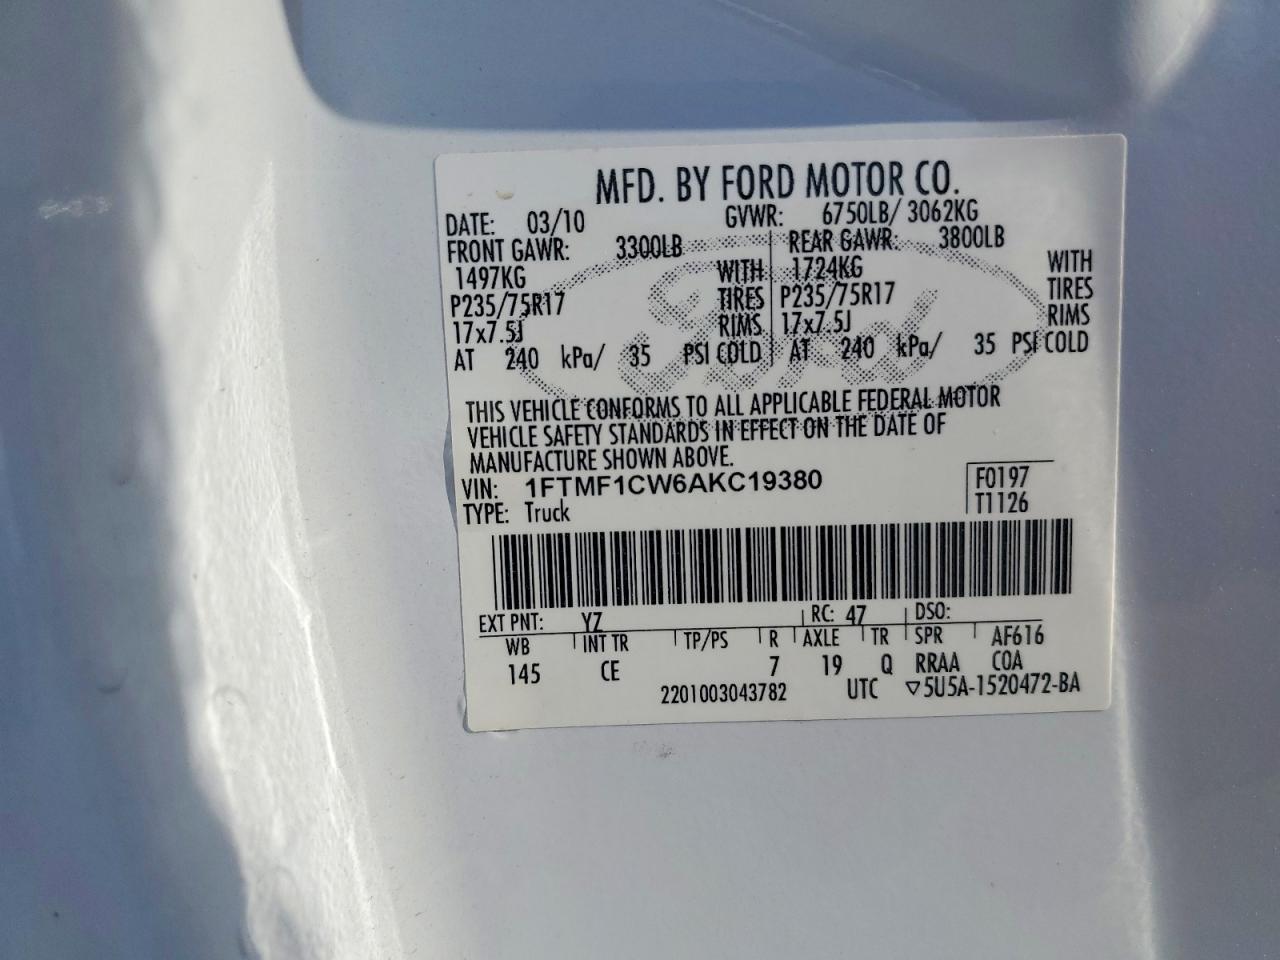 MFD. BY FORD MOTOR CO.
DATE: 03/10 GVWR: 6750LB/ 3062KG
FRONT GAWR: 3300LB REAR GAWR: 3800LB
1497KG WITH 1724KG WITH
P235/75R17 TIRES P235/75R17 TIRES
17x7.5J RIMS 17x7.5J RIMS
AT 240 kPa/ 35 PSI COLD AT 240 kPa/ 35 PSI COLD
Ford
THIS VEHICLE CONFORMS TO ALL APPLICABLE FEDERAL MOTOR
VEHICLE SAFETY STANDARDS IN EFFECT ON THE DATE OF
MANUFACTURE SHOWN ABOVE.
VIN: 1FTMF1CW6AKC19380 F0197
TYPE: Truck T1126
EXT PNT: YZ RC: 47 DSO:
WB INT TR TP/PS R AXLE TR SPR AF616
145 CE 7 19 Q RRAA COA
2201003043782 UTC ▽5U5A-1520472-BA